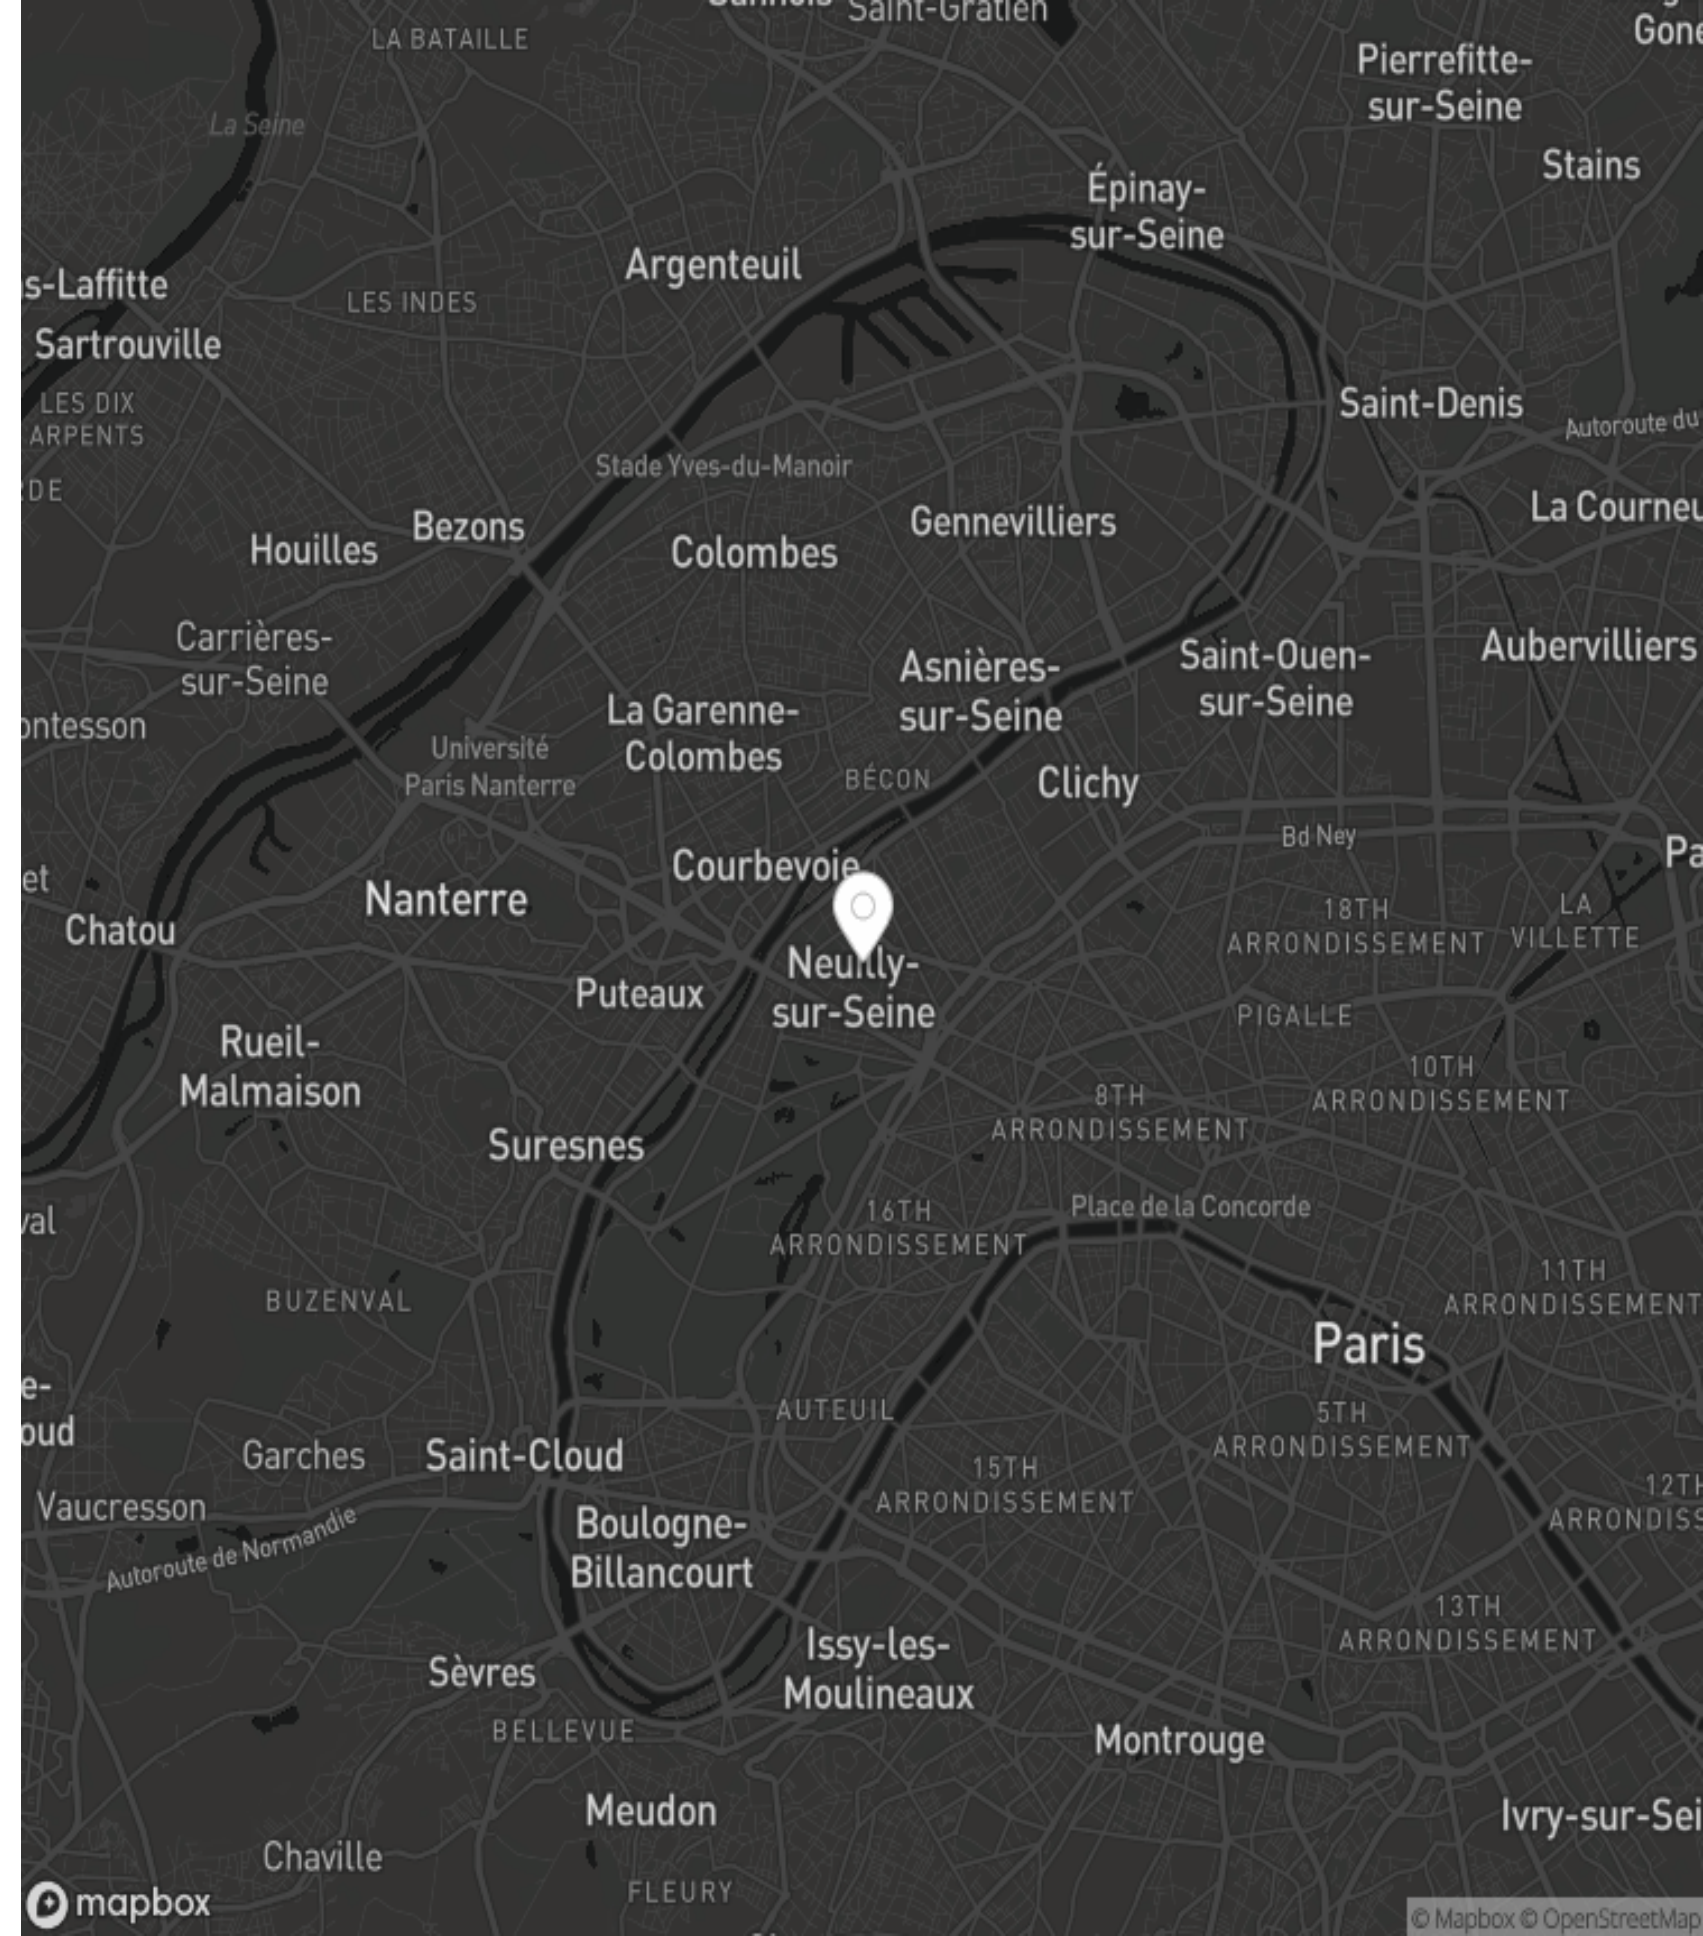 Saint-Gratien
LA BATAILLE
Pierrefitte-
sur-Seine
La Seine
Stains
Épinay-
sur-Seine
Argenteuil
s-Laffitte
LES INDES
Sartrouville
LES DIX
ARPENTS
Saint-Denis
Autoroute du
Stade Yves-du-Manoir
DE
La Courneu
Bezons
Houilles
Colombes
Gennevilliers
Carrières-
sur-Seine
Asnières-
sur-Seine
Saint-Ouen-
sur-Seine
Aubervilliers
ontesson
La Garenne-
Colombes
Université
Paris Nanterre
BÉCON
Clichy
Bd Ney
Pa
Courbevoie
et
Nanterre
Chatou
18TH
ARRONDISSEMENT
LA
VILLETTE
Neuilly-
sur-Seine
Puteaux
PIGALLE
Rueil-
Malmaison
10TH
ARRONDISSEMENT
8TH
ARRONDISSEMENT
Suresnes
val
16TH
ARRONDISSEMENT
Place de la Concorde
11TH
ARRONDISSEMENT
BUZENVAL
Paris
e-
oud
AUTEUIL
5TH
ARRONDISSEMENT
Garches
Saint-Cloud
15TH
ARRONDISSEMENT
12TH
ARRONDISS
Vaucresson
Autoroute de Normandie
Boulogne-
Billancourt
13TH
ARRONDISSEMENT
Issy-les-
Moulineaux
Sèvres
BELLEVUE
Montrouge
Meudon
Ivry-sur-Sei
Chaville
FLEURY
mapbox
© Mapbox © OpenStreetMap